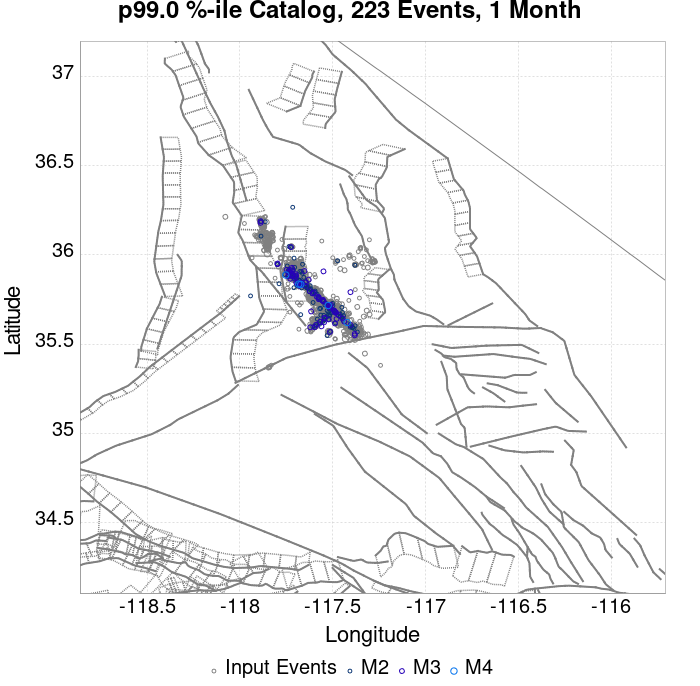 p99.0 %-ile Catalog, 223 Events, 1 Month
37
36.5
36
35.5
35
34.5
Latitude
-118.5 -118 -117.5 -117 -116.5 -116
Longitude
Input Events M2 M3 M4